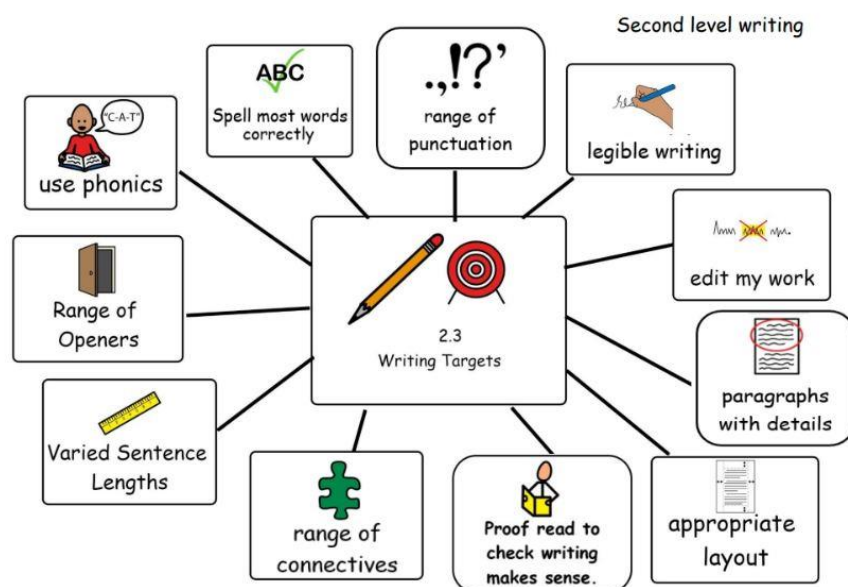 Second level writing
ABC
Spell most words
correctly
.,!?’
range of
punctuation
legible writing
"C-A-T"
use phonics
edit my work
Range of
Openers
2.3
Writing Targets
paragraphs
with details
Varied Sentence
Lengths
range of
connectives
Proof read to
check writing
makes sense.
appropriate
layout